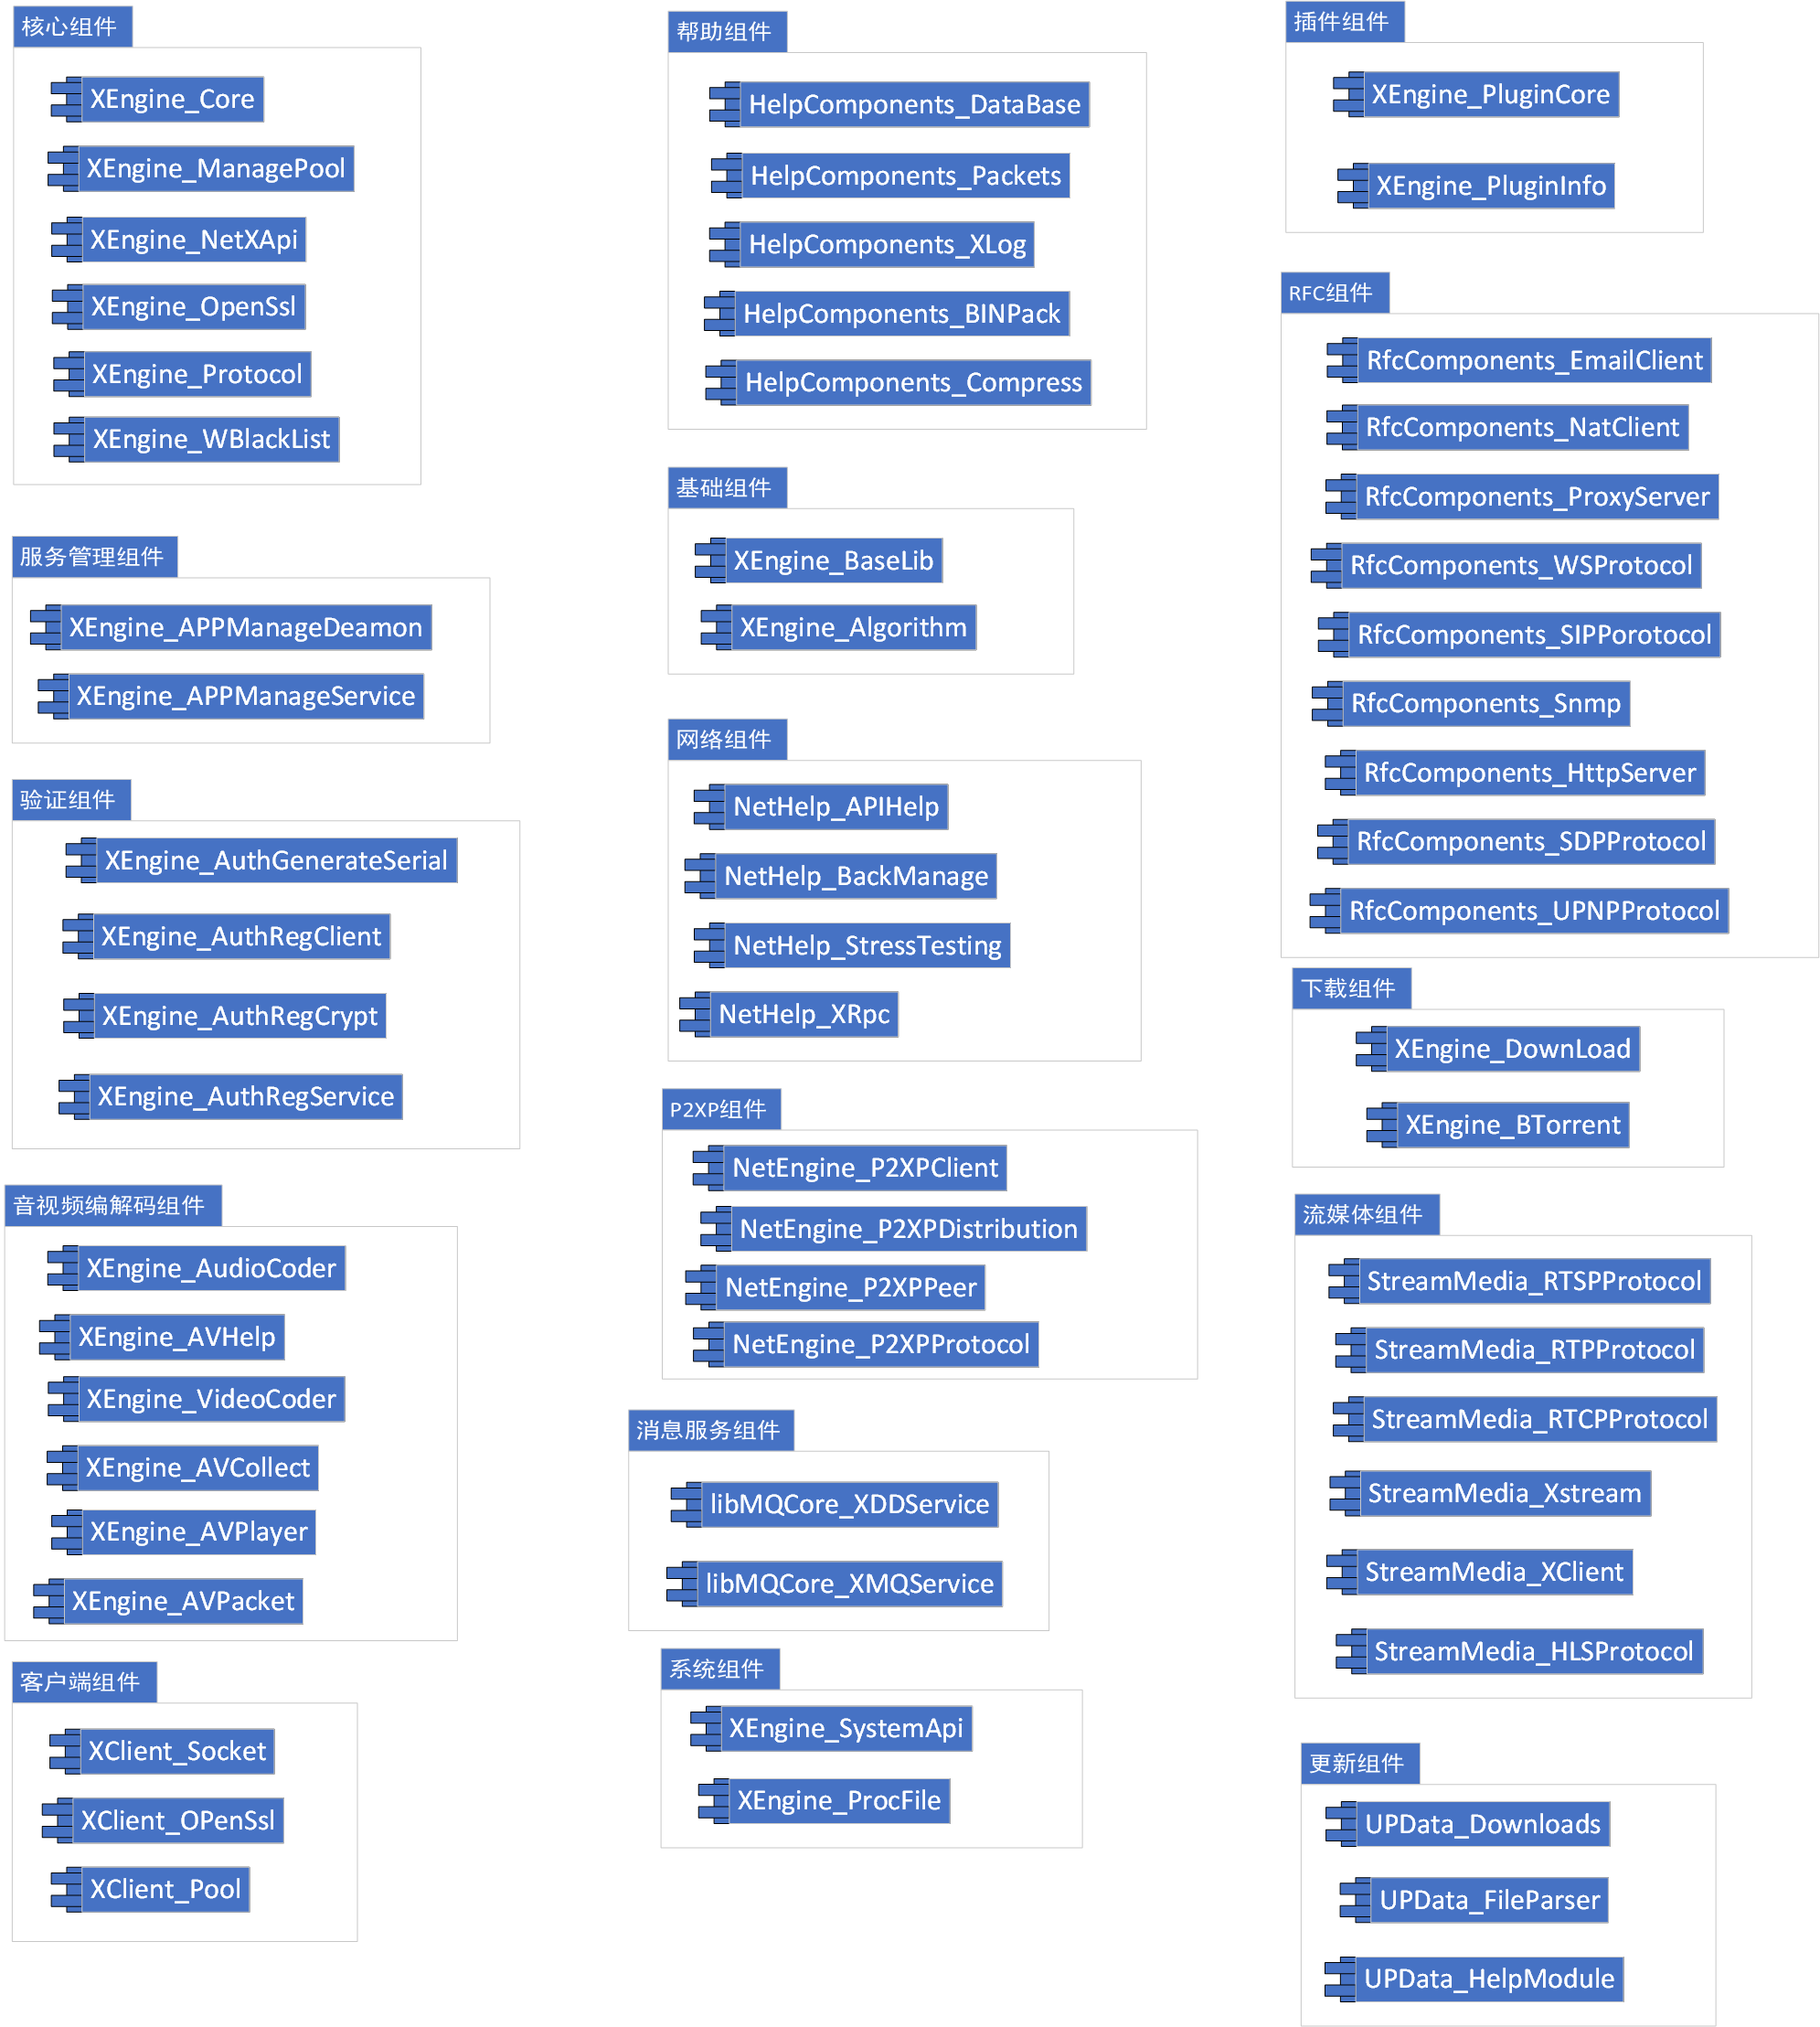 核心组件
XEngine_Core
XEngine_ManagePool
XEngine_NetXApi
XEngine_OpenSsl
XEngine_Protocol
XEngine_WBlackList
服务管理组件
XEngine_APPManageDeamon
XEngine_APPManageService
验证组件
XEngine_AuthGenerateSerial
XEngine_AuthRegClient
XEngine_AuthRegCrypt
XEngine_AuthRegService
音视频编解码组件
XEngine_AudioCoder
XEngine_AVHelp
XEngine_VideoCoder
XEngine_AVCollect
XEngine_AVPlayer
XEngine_AVPacket
客户端组件
XClient_Socket
XClient_OPenSsl
XClient_Pool
帮助组件
HelpComponents_DataBase
HelpComponents_Packets
HelpComponents_XLog
HelpComponents_BINPack
HelpComponents_Compress
基础组件
XEngine_BaseLib
XEngine_Algorithm
网络组件
NetHelp_APIHelp
NetHelp_BackManage
NetHelp_StressTesting
NetHelp_XRpc
P2XP组件
NetEngine_P2XPClient
NetEngine_P2XPDistribution
NetEngine_P2XPPeer
NetEngine_P2XPProtocol
消息服务组件
libMQCore_XDDService
libMQCore_XMQService
系统组件
XEngine_SystemApi
XEngine_ProcFile
插件组件
XEngine_PluginCore
XEngine_PluginInfo
RFC组件
RfcComponents_EmailClient
RfcComponents_NatClient
RfcComponents_ProxyServer
RfcComponents_WSProtocol
RfcComponents_SIPPorotocol
RfcComponents_Snmp
RfcComponents_HttpServer
RfcComponents_SDPProtocol
RfcComponents_UPNPProtocol
下载组件
XEngine_DownLoad
XEngine_BTorrent
流媒体组件
StreamMedia_RTSPProtocol
StreamMedia_RTPProtocol
StreamMedia_RTCPProtocol
StreamMedia_Xstream
StreamMedia_XClient
StreamMedia_HLSProtocol
更新组件
UPData_Downloads
UPData_FileParser
UPData_HelpModule